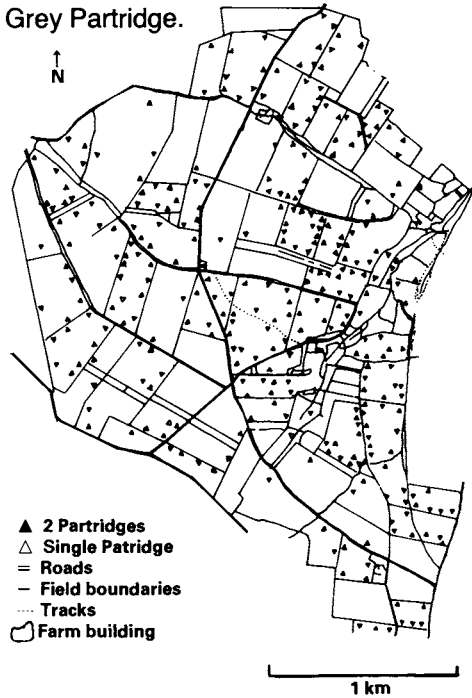 Grey Partridge.
N
2 Partridges
Single Patridge
Roads
Field boundaries
Tracks
Farm building
1 km